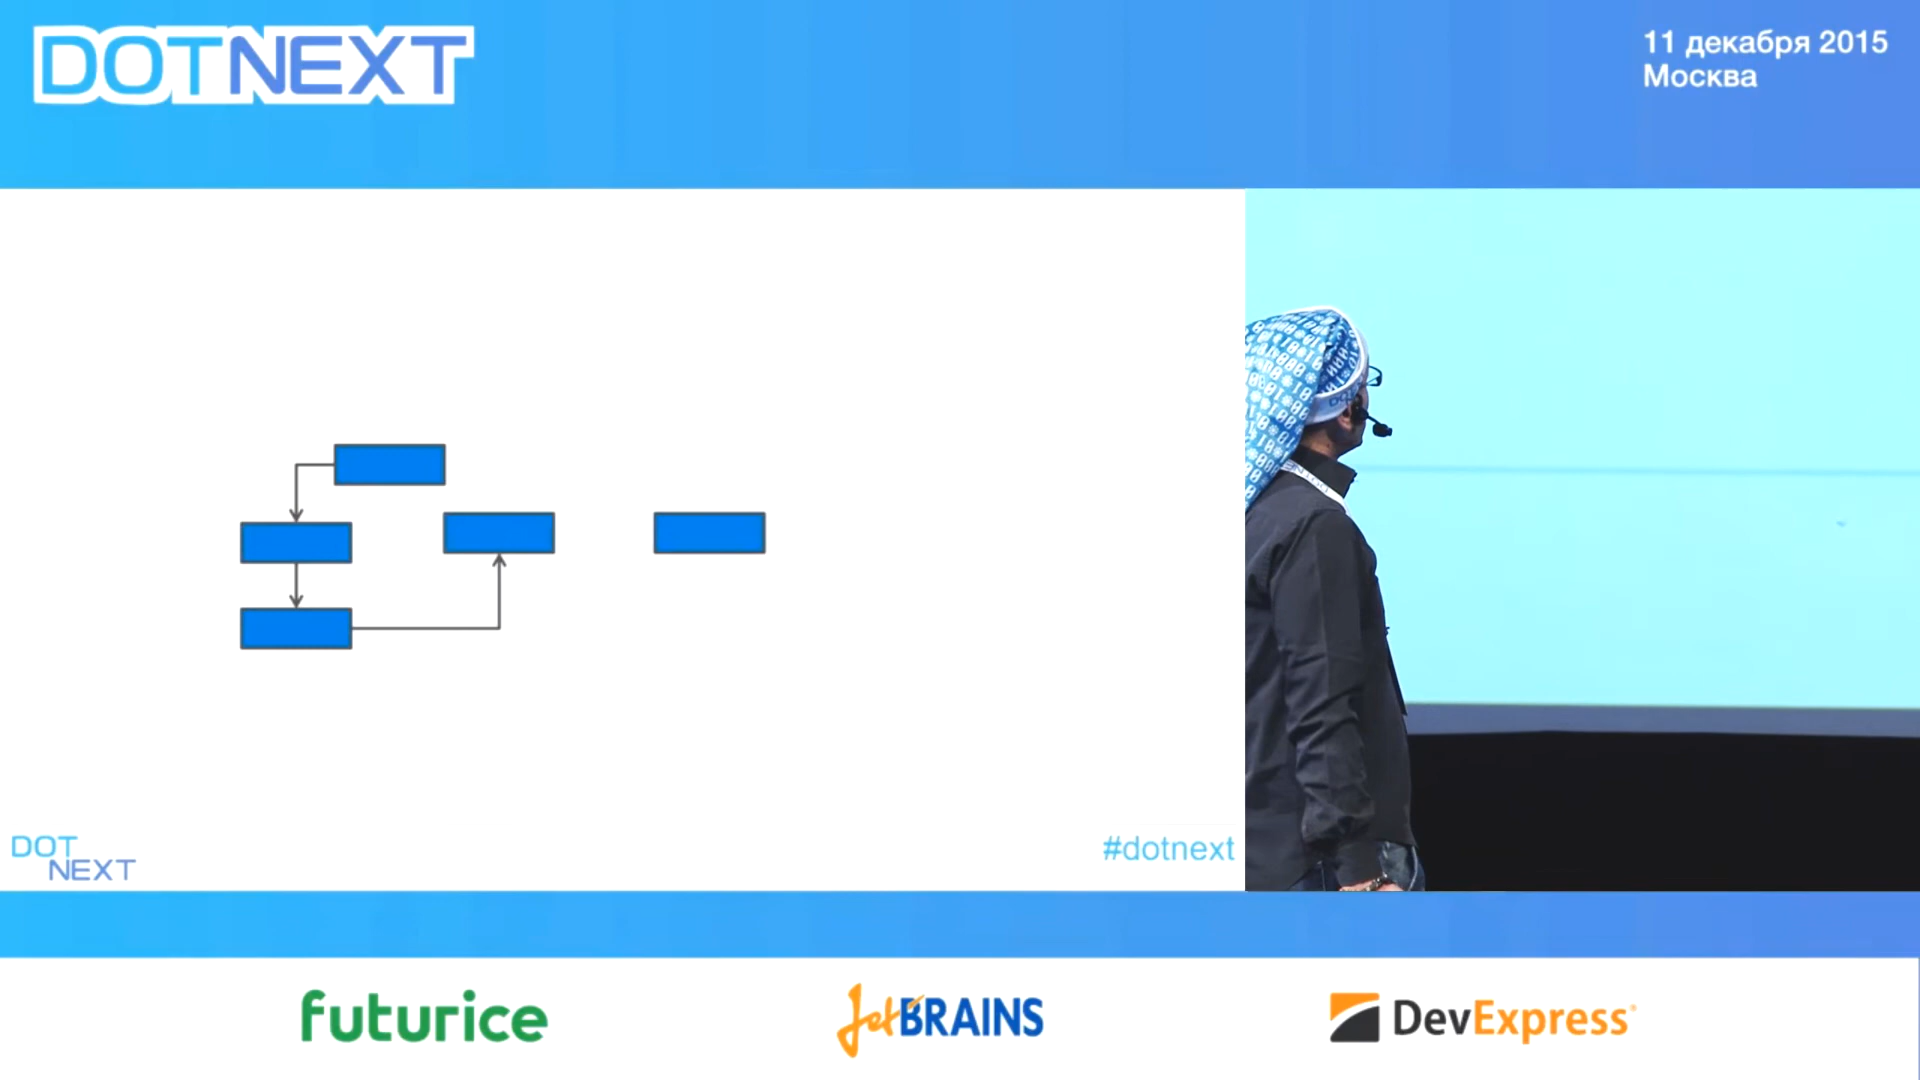 DOTNEXT
11 декабря 2015
Москва
DOT
NEXT
#dotnext
futurice
JetBRAINS
DevExpress